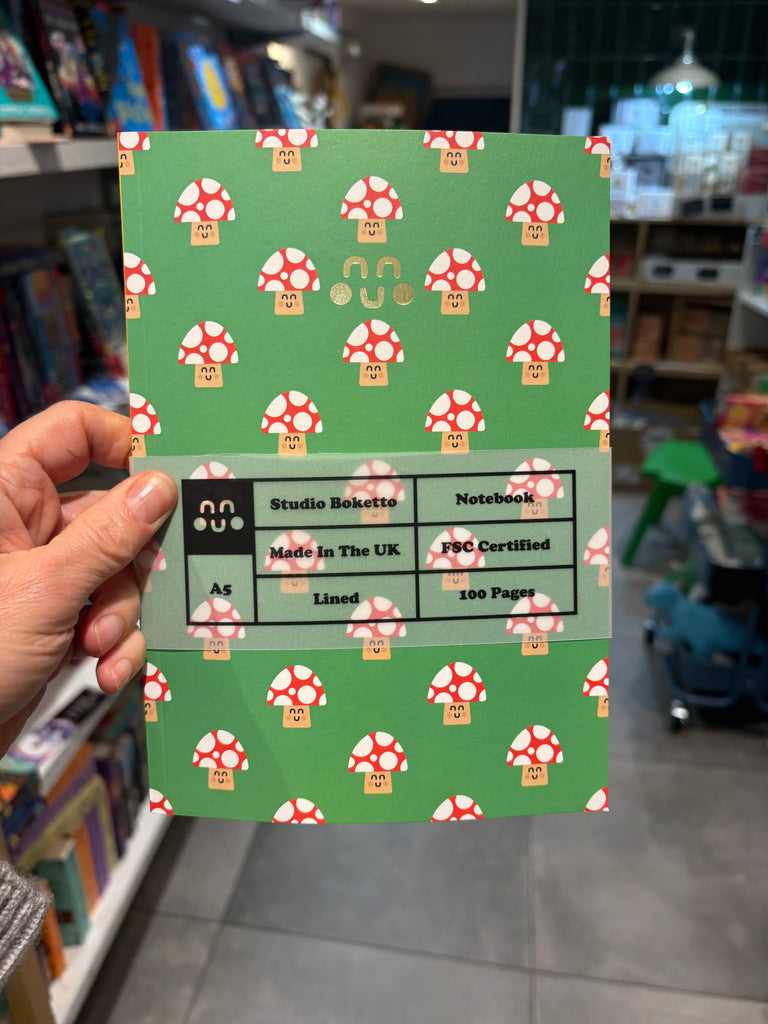 Studio Boketto
Notebook
Made In The UK
FSC Certified
A5
Lined
100 Pages